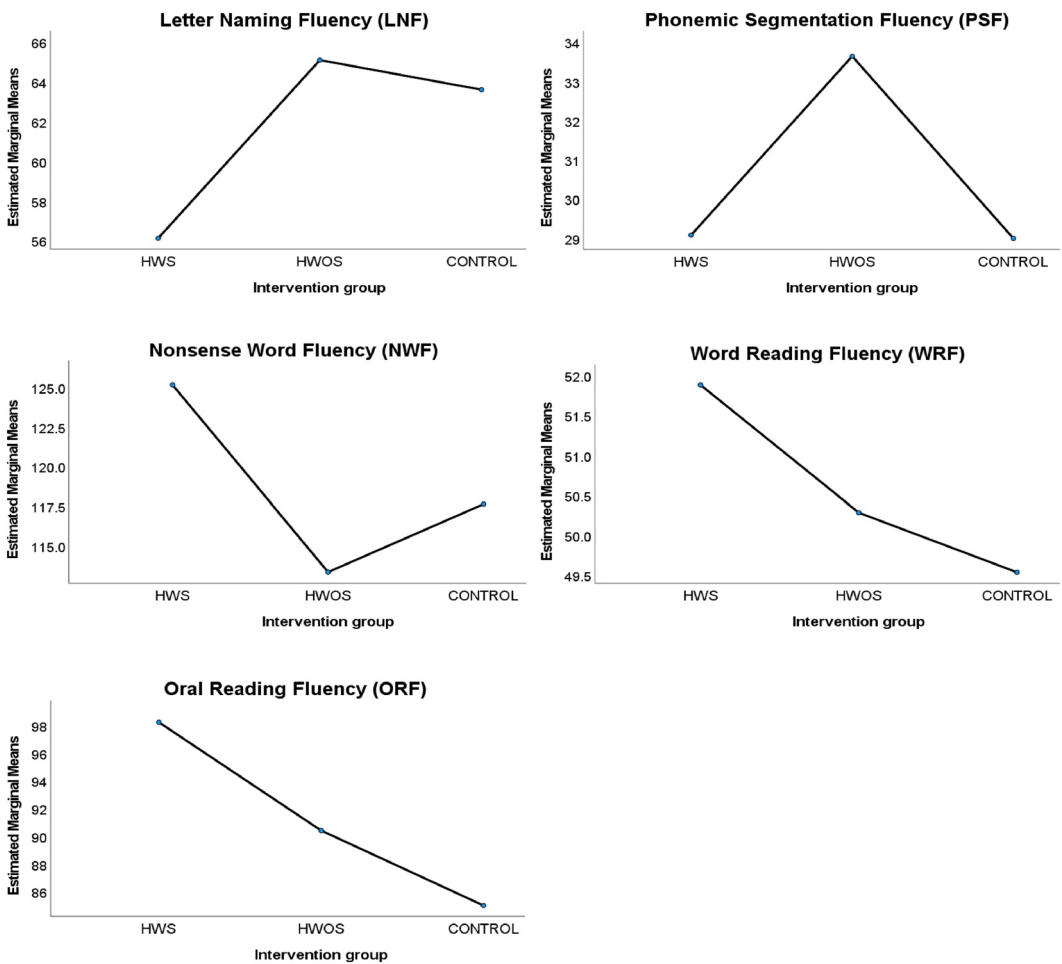 Letter Naming Fluency (LNF)
Estimated Marginal Means
66
64
62
60
58
56
HWS HWOS CONTROL
Intervention group
Phonemic Segmentation Fluency (PSF)
Estimated Marginal Means
34
33
32
31
30
29
HWS HWOS CONTROL
Intervention group
Nonsense Word Fluency (NWF)
Estimated Marginal Means
125.0
122.5
120.0
117.5
115.0
HWS HWOS CONTROL
Intervention group
Word Reading Fluency (WRF)
Estimated Marginal Means
52.0
51.5
51.0
50.5
50.0
49.5
HWS HWOS CONTROL
Intervention group
Oral Reading Fluency (ORF)
Estimated Marginal Means
98
96
94
92
90
88
86
HWS HWOS CONTROL
Intervention group